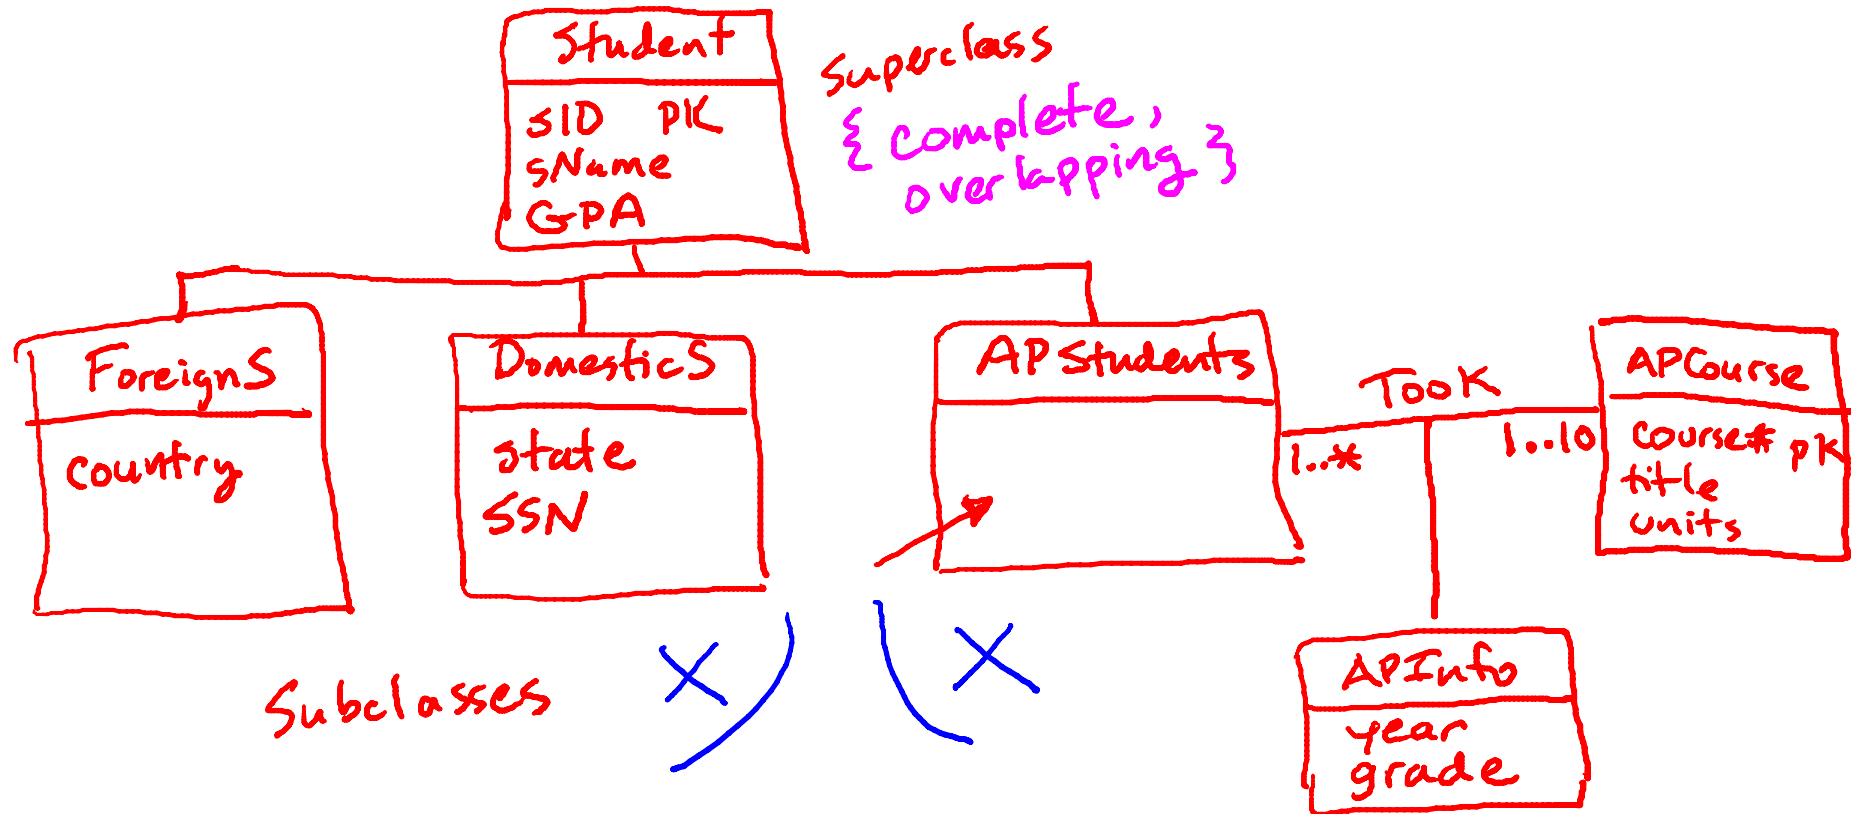 Student
sID PK
sName
GPA
Superclass
{ complete,
overlapping }
ForeignS
country
DomesticS
state
SSN
APStudents
Took
1..*
1..10
APCourse
course# PK
title
units
APInfo
year
grade
Subclasses